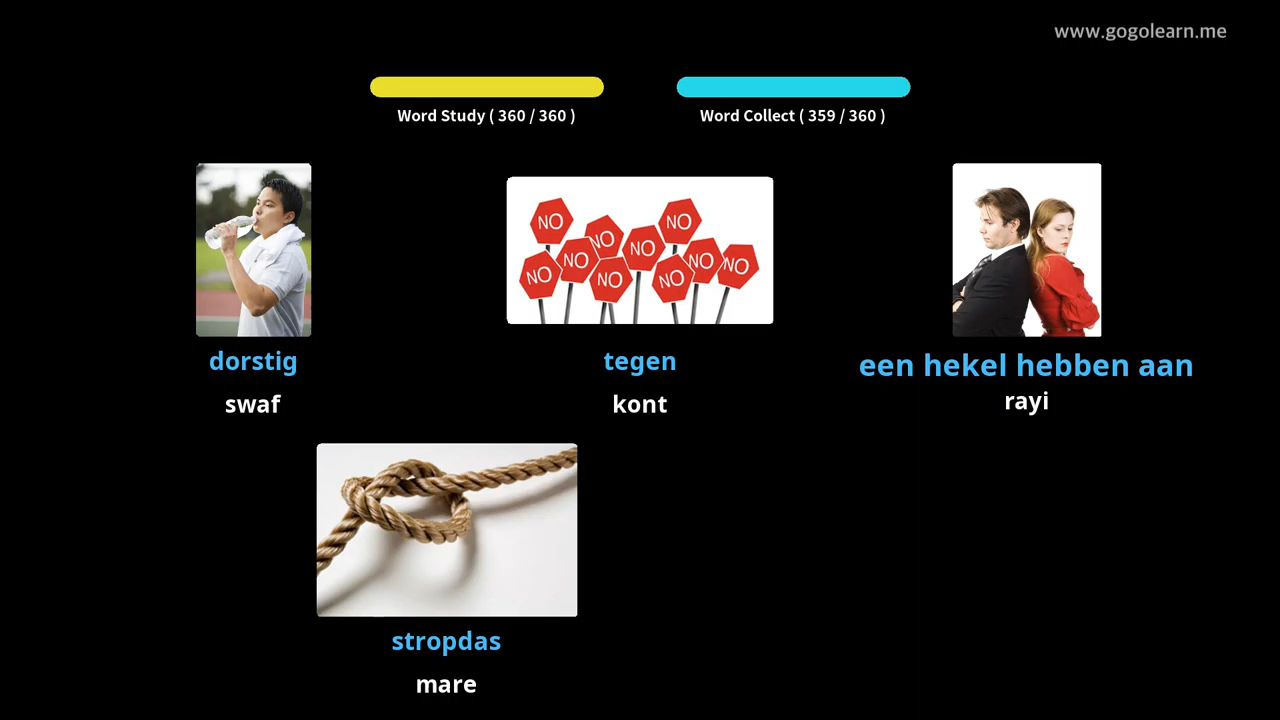 www.gogolearn.me
Word Study ( 360 / 360 )
Word Collect ( 359 / 360 )
NO
NO
NO
NO
NO
NO
NO
NO
NO
NO
dorstig
swaf
tegen
kont
een hekel hebben aan
rayi
stropdas
mare